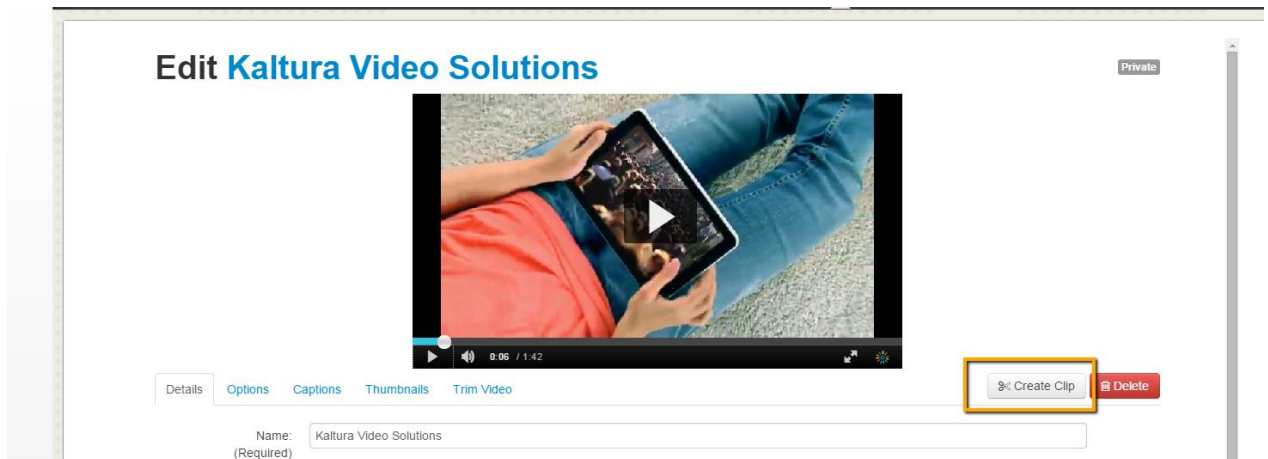 Edit Kaltura Video Solutions
Private
0:06 / 1:42
Details Options Captions Thumbnails Trim Video
Create Clip
Delete
Name: Kaltura Video Solutions
(Required)